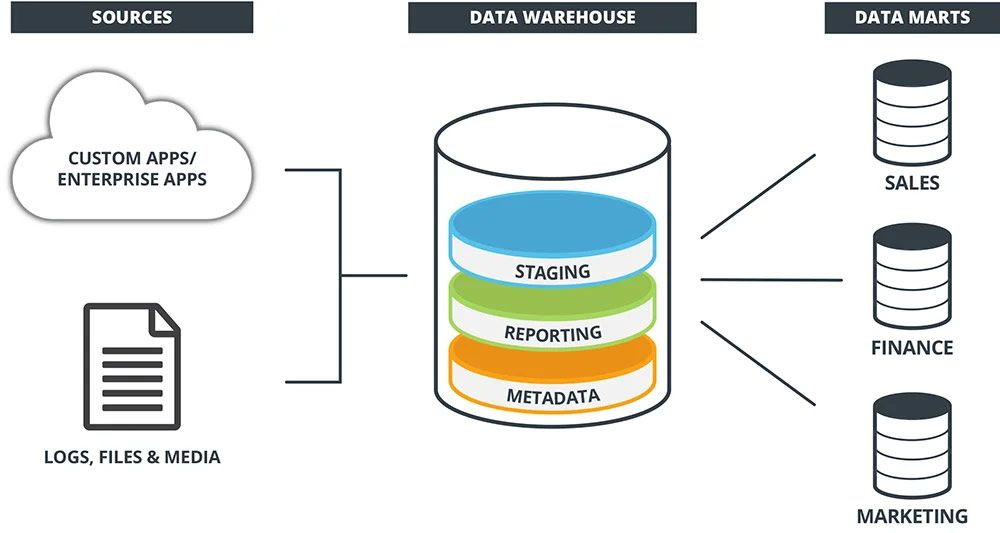 SOURCES
DATA WAREHOUSE
DATA MARTS
CUSTOM APPS/
ENTERPRISE APPS
LOGS, FILES & MEDIA
STAGING
REPORTING
METADATA
SALES
FINANCE
MARKETING